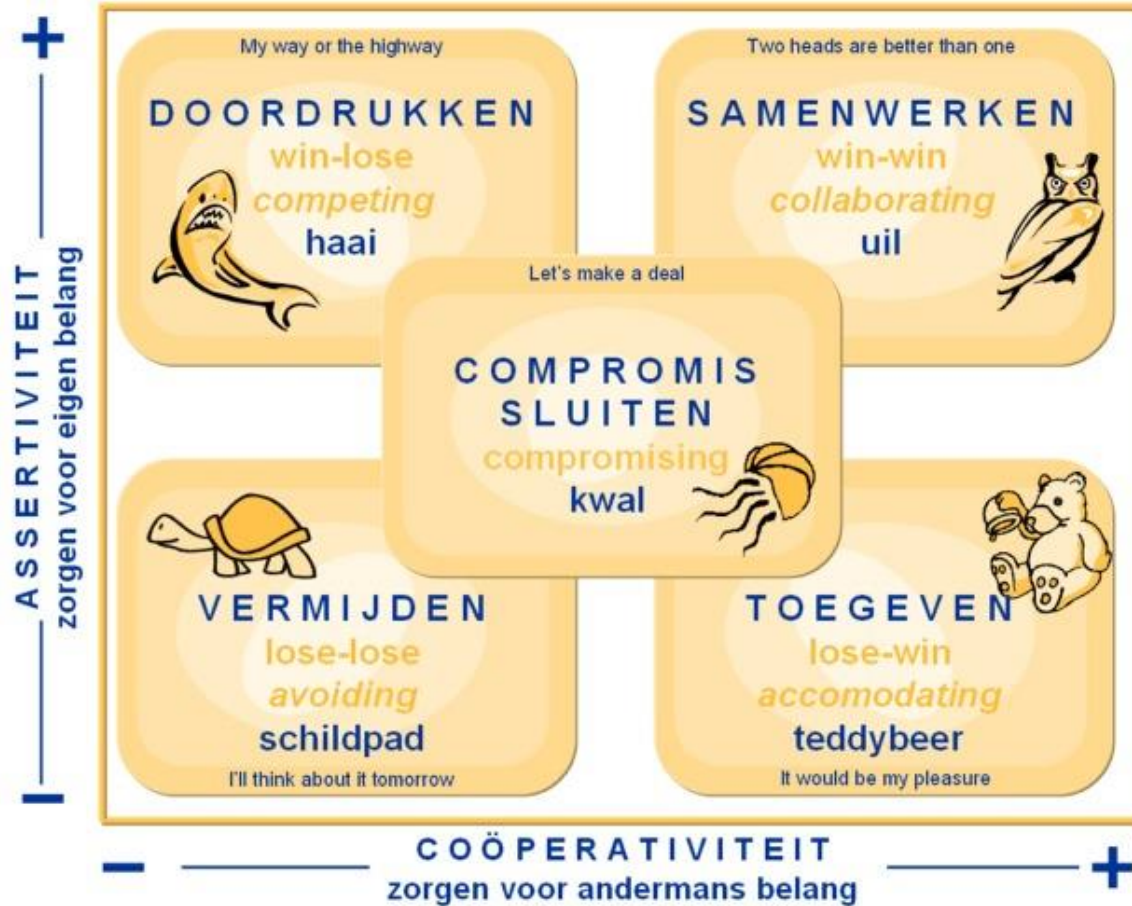 +
My way or the highway
DOORDRUKKEN
win-lose
competing
haai
Two heads are better than one
SAMENWERKEN
win-win
collaborating
uil
Let's make a deal
COMPROMIS
SLUITEN
compromising
kwal
VERMIJDEN
lose-lose
avoiding
schildpad
I'll think about it tomorrow
TOEGEVEN
lose-win
accomodating
teddybeer
It would be my pleasure
ASSERTIVITEIT
zorgen voor eigen belang
-
-
COÖPERATIVITEIT
zorgen voor andermans belang
+